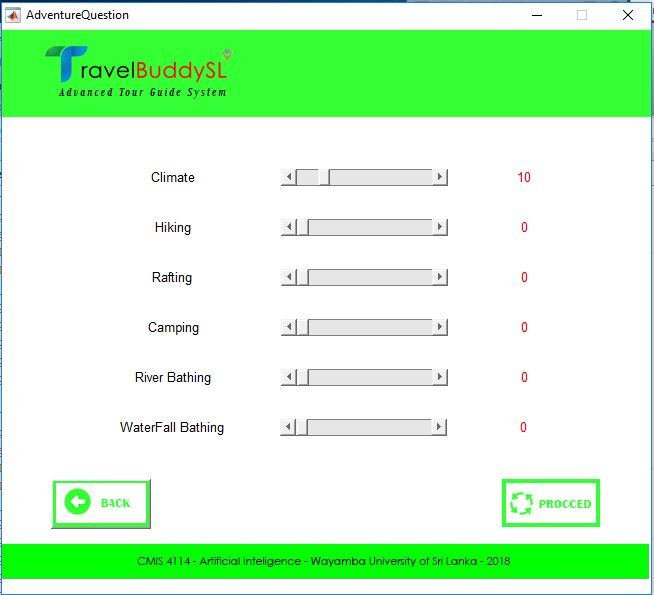 AdventureQuestion
TravelBuddySL
Advanced Tour Guide System
Climate 10
Hiking 0
Rafting 0
Camping 0
River Bathing 0
WaterFall Bathing 0
BACK PROCCED
CMIS 4114 - Artificial Inteligence - Wayamba University of Sri Lanka - 2018